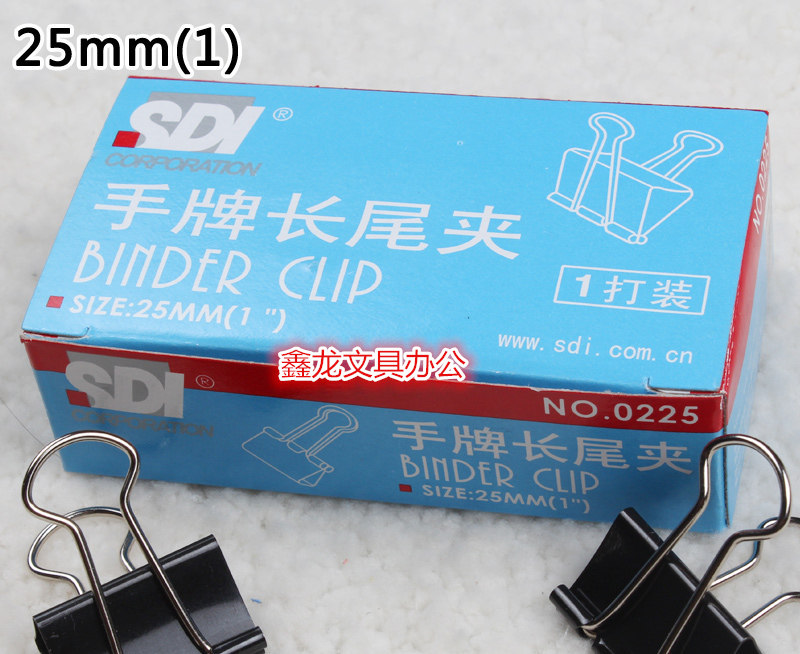 25mm(1)
SDI®
CORPORATION
手牌长尾夹
BINDER CLIP
SIZE:25MM(1 ")
1打装
www.sdi.com.cn
NO.0225
鑫龙文具办公
SDI®
CORPORATION
NO.0225
手牌长尾夹
BINDER CLIP
SIZE:25MM(1")